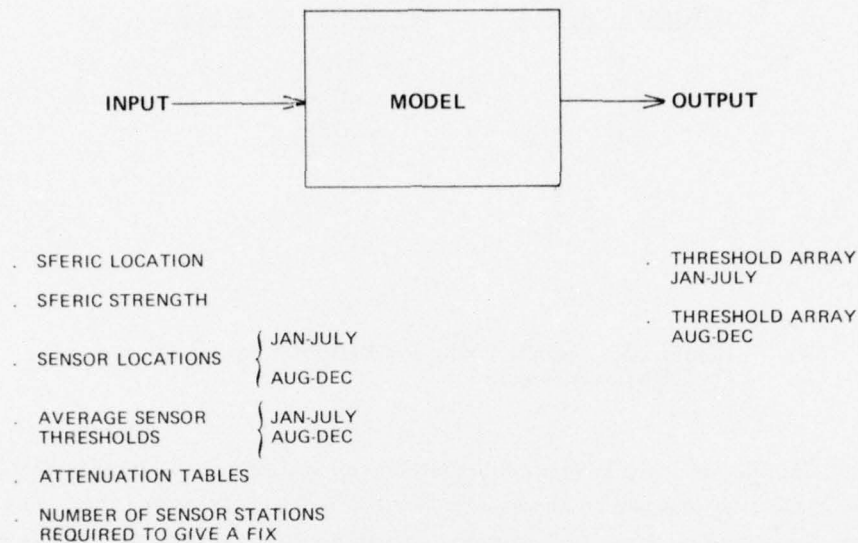 INPUT
MODEL
OUTPUT
. SFERIC LOCATION
. SFERIC STRENGTH
. SENSOR LOCATIONS { JAN-JULY
AUG-DEC
. AVERAGE SENSOR
THRESHOLDS { JAN-JULY
AUG-DEC
. ATTENUATION TABLES
. NUMBER OF SENSOR STATIONS
REQUIRED TO GIVE A FIX
. THRESHOLD ARRAY
JAN-JULY
. THRESHOLD ARRAY
AUG-DEC